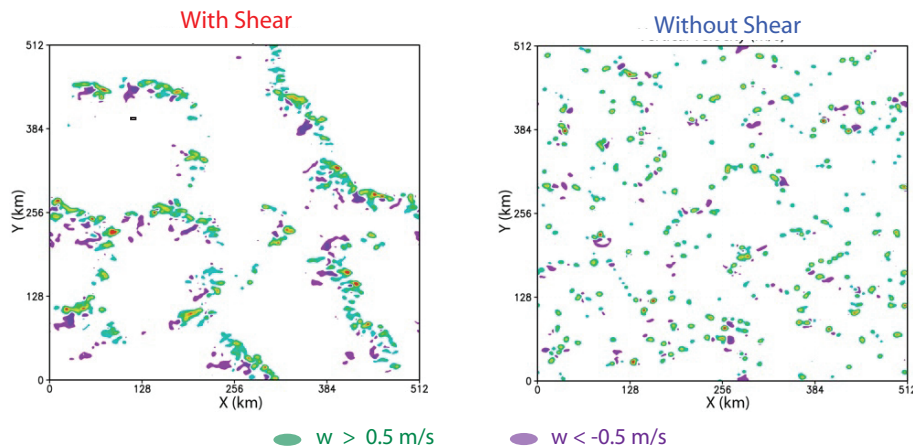 With Shear
Without Shear
512
384
256
128
0
Y (km)
0 128 256 384 512
X (km)
512
384
256
128
0
Y (km)
0 128 256 384 512
X (km)
w > 0.5 m/s
w < -0.5 m/s